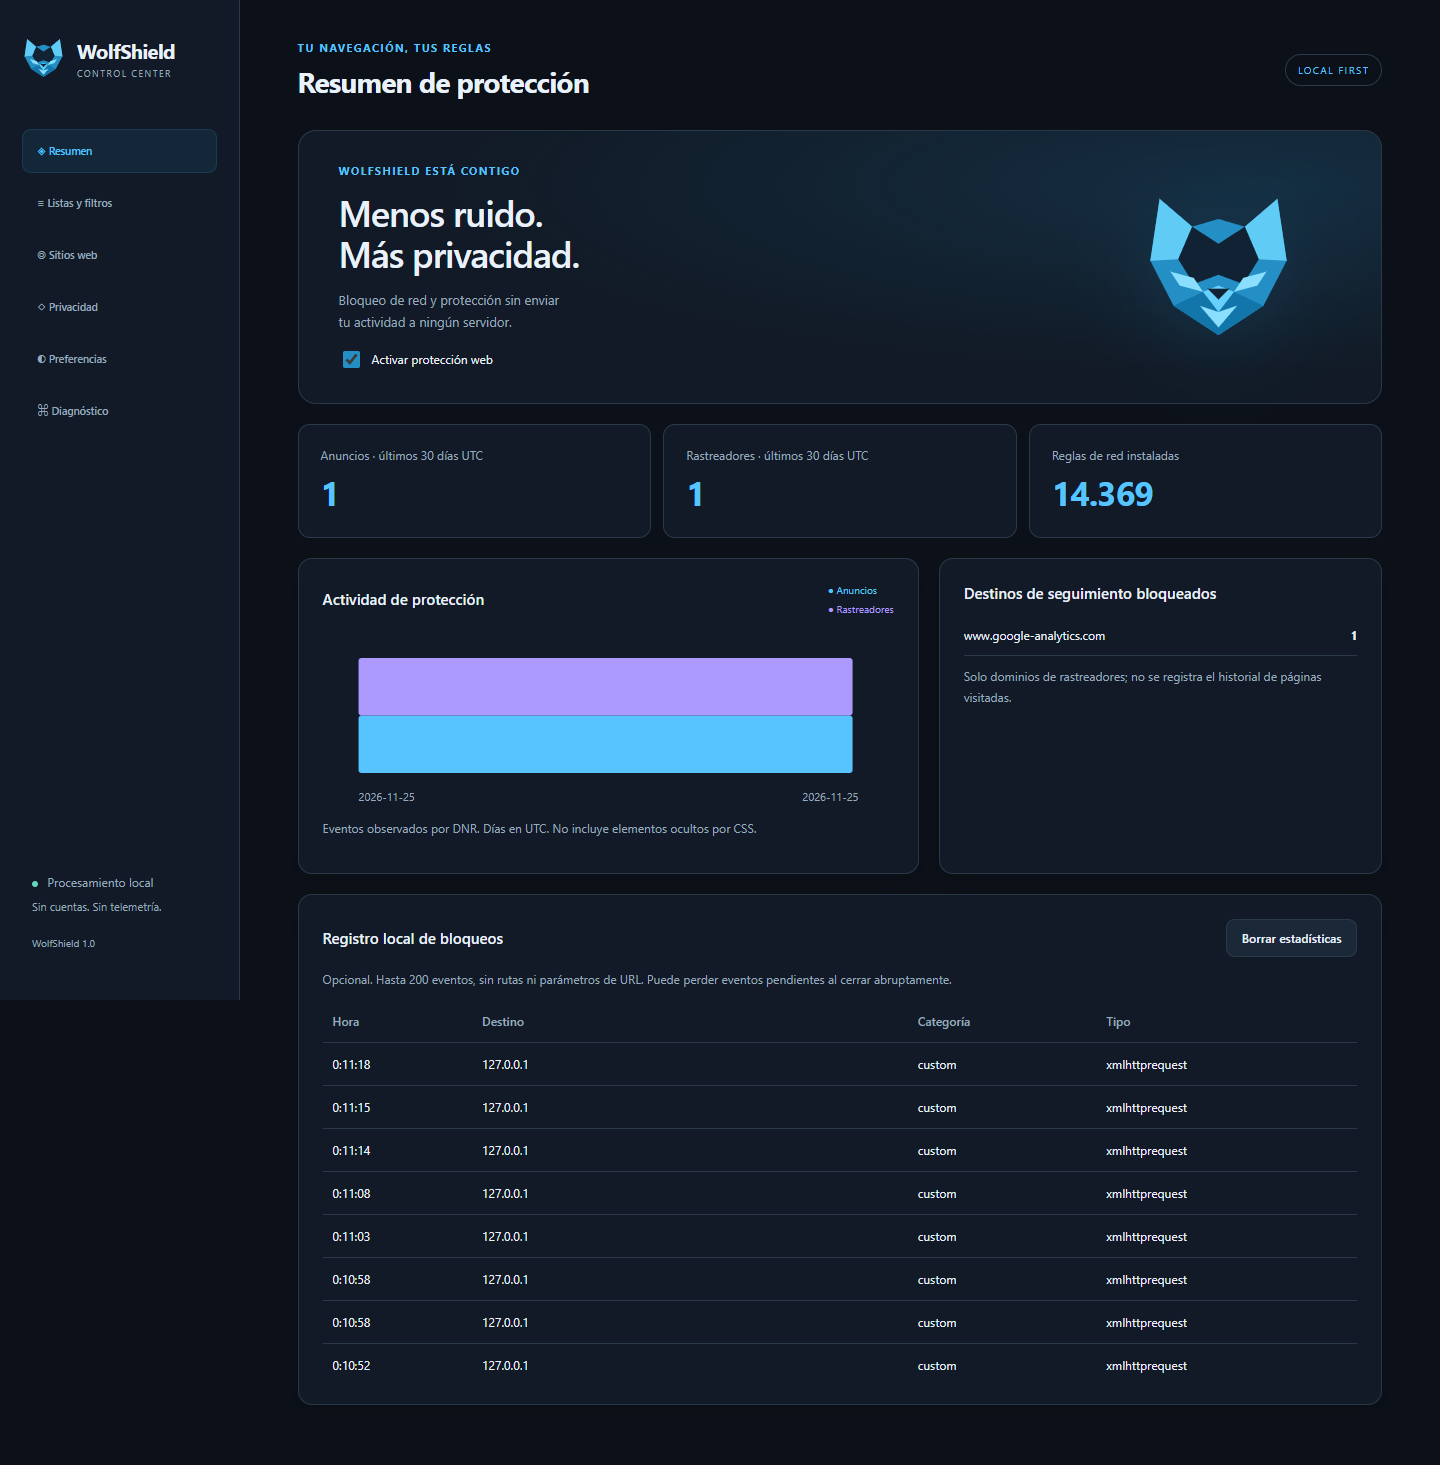 WolfShield
CONTROL CENTER
◈ Resumen
≡ Listas y filtros
◎ Sitios web
◇ Privacidad
◐ Preferencias
⌘ Diagnóstico
● Procesamiento local
Sin cuentas. Sin telemetría.
WolfShield 1.0
TU NAVEGACIÓN, TUS REGLAS
Resumen de protección
LOCAL FIRST
WOLFSHIELD ESTÁ CONTIGO
Menos ruido.
Más privacidad.
Bloqueo de red y protección sin enviar
tu actividad a ningún servidor.
Activar protección web
Anuncios · últimos 30 días UTC
1
Rastreadores · últimos 30 días UTC
1
Reglas de red instaladas
14.369
Actividad de protección
● Anuncios
● Rastreadores
2026-11-25 2026-11-25
Eventos observados por DNR. Días en UTC. No incluye elementos ocultos por CSS.
Destinos de seguimiento bloqueados
www.google-analytics.com 1
Solo dominios de rastreadores; no se registra el historial de páginas
visitadas.
Registro local de bloqueos
Borrar estadísticas
Opcional. Hasta 200 eventos, sin rutas ni parámetros de URL. Puede perder eventos pendientes al cerrar abruptamente.
Hora Destino Categoría Tipo
0:11:18 127.0.0.1 custom xmlhttprequest
0:11:15 127.0.0.1 custom xmlhttprequest
0:11:14 127.0.0.1 custom xmlhttprequest
0:11:08 127.0.0.1 custom xmlhttprequest
0:11:03 127.0.0.1 custom xmlhttprequest
0:10:58 127.0.0.1 custom xmlhttprequest
0:10:58 127.0.0.1 custom xmlhttprequest
0:10:52 127.0.0.1 custom xmlhttprequest